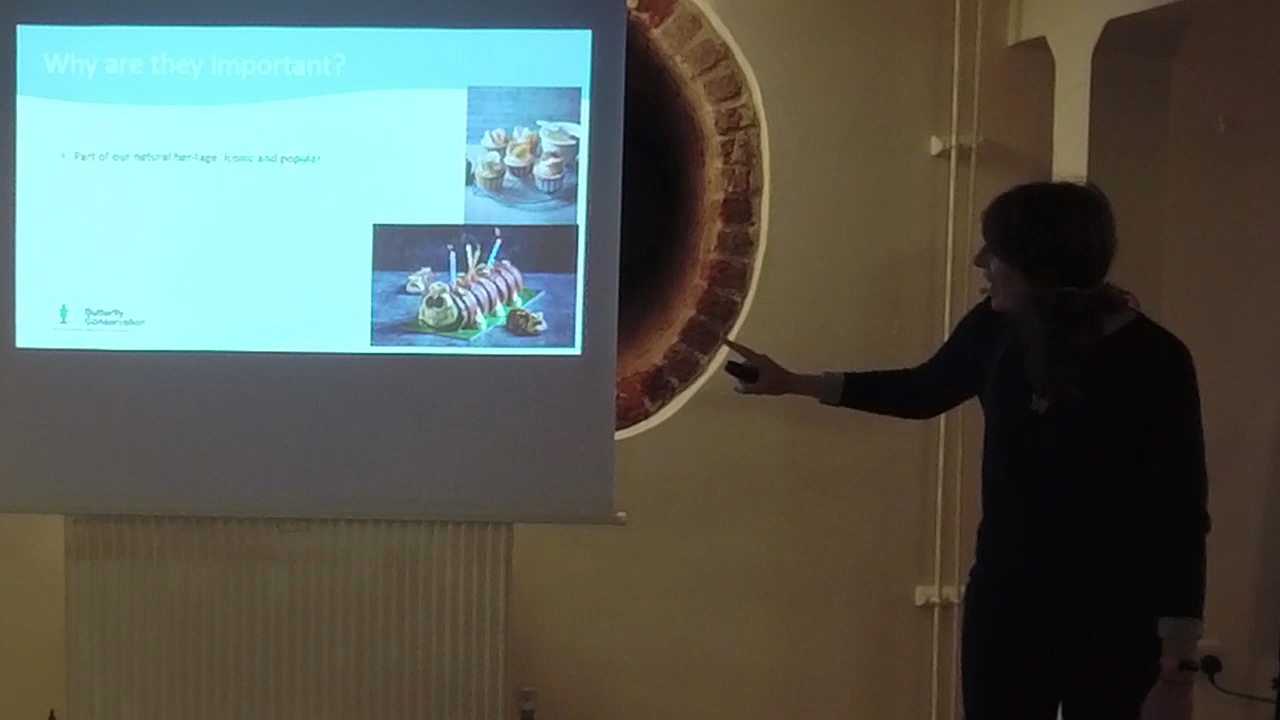 Why are they important?
• Part of our natural heritage. Iconic and popular
Butterfly
Conservation